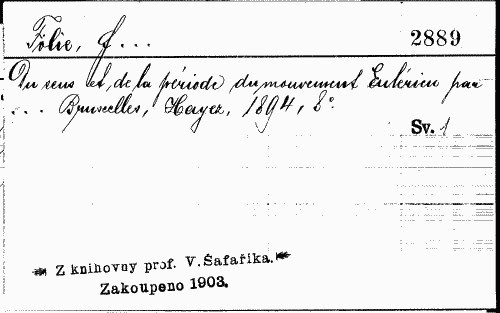 Folie, F...
2889
Du sens et de la période du mouvement Eulérien par
... Bruxelles, Hayez, 1894, 8°.
Sv. 1
Z knihovny prof. V. Šafaříka.
Zakoupeno 1903.